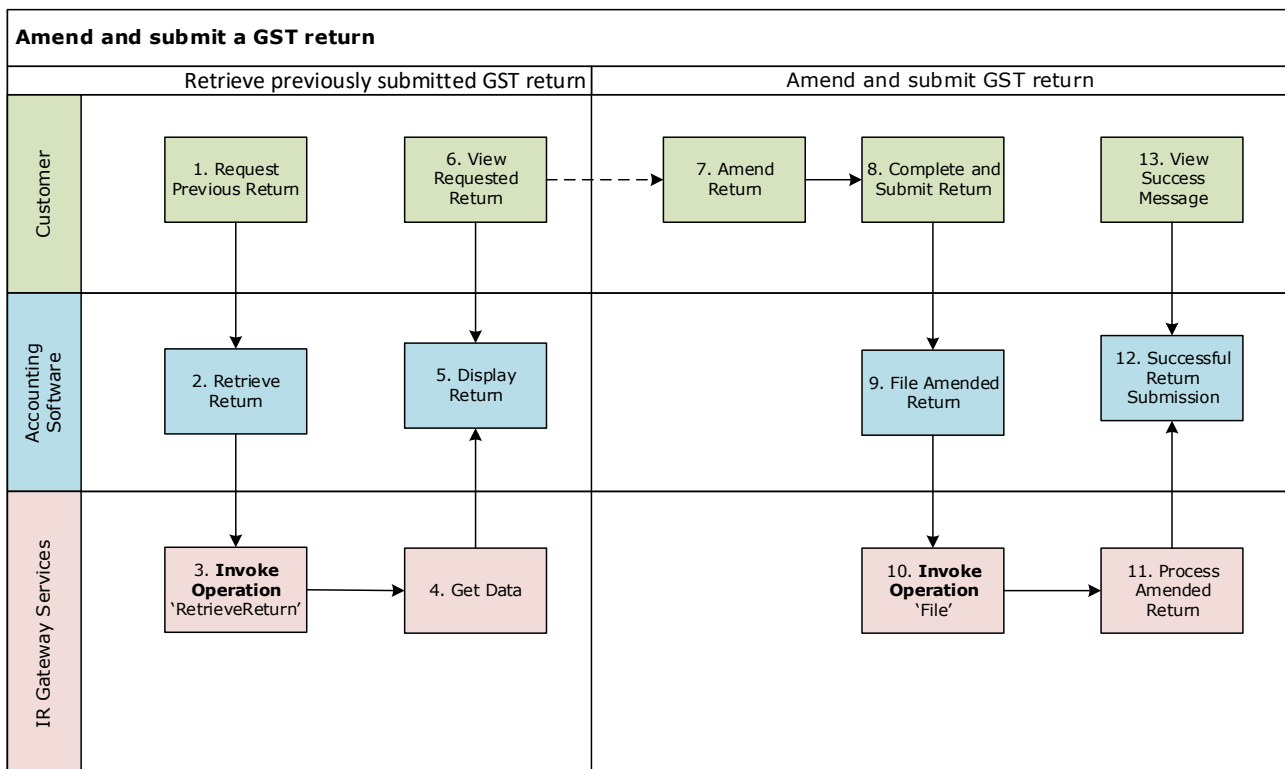 Amend and submit a GST return
Retrieve previously submitted GST return
Amend and submit GST return
Customer
1. Request
Previous Return
6. View
Requested
Return
7. Amend
Return
8. Complete and
Submit Return
13. View
Success
Message
Accounting
Software
2. Retrieve
Return
5. Display
Return
9. File Amended
Return
12. Successful
Return
Submission
IR Gateway Services
3. Invoke
Operation
‘RetrieveReturn’
4. Get Data
10. Invoke
Operation
‘File’
11. Process
Amended
Return